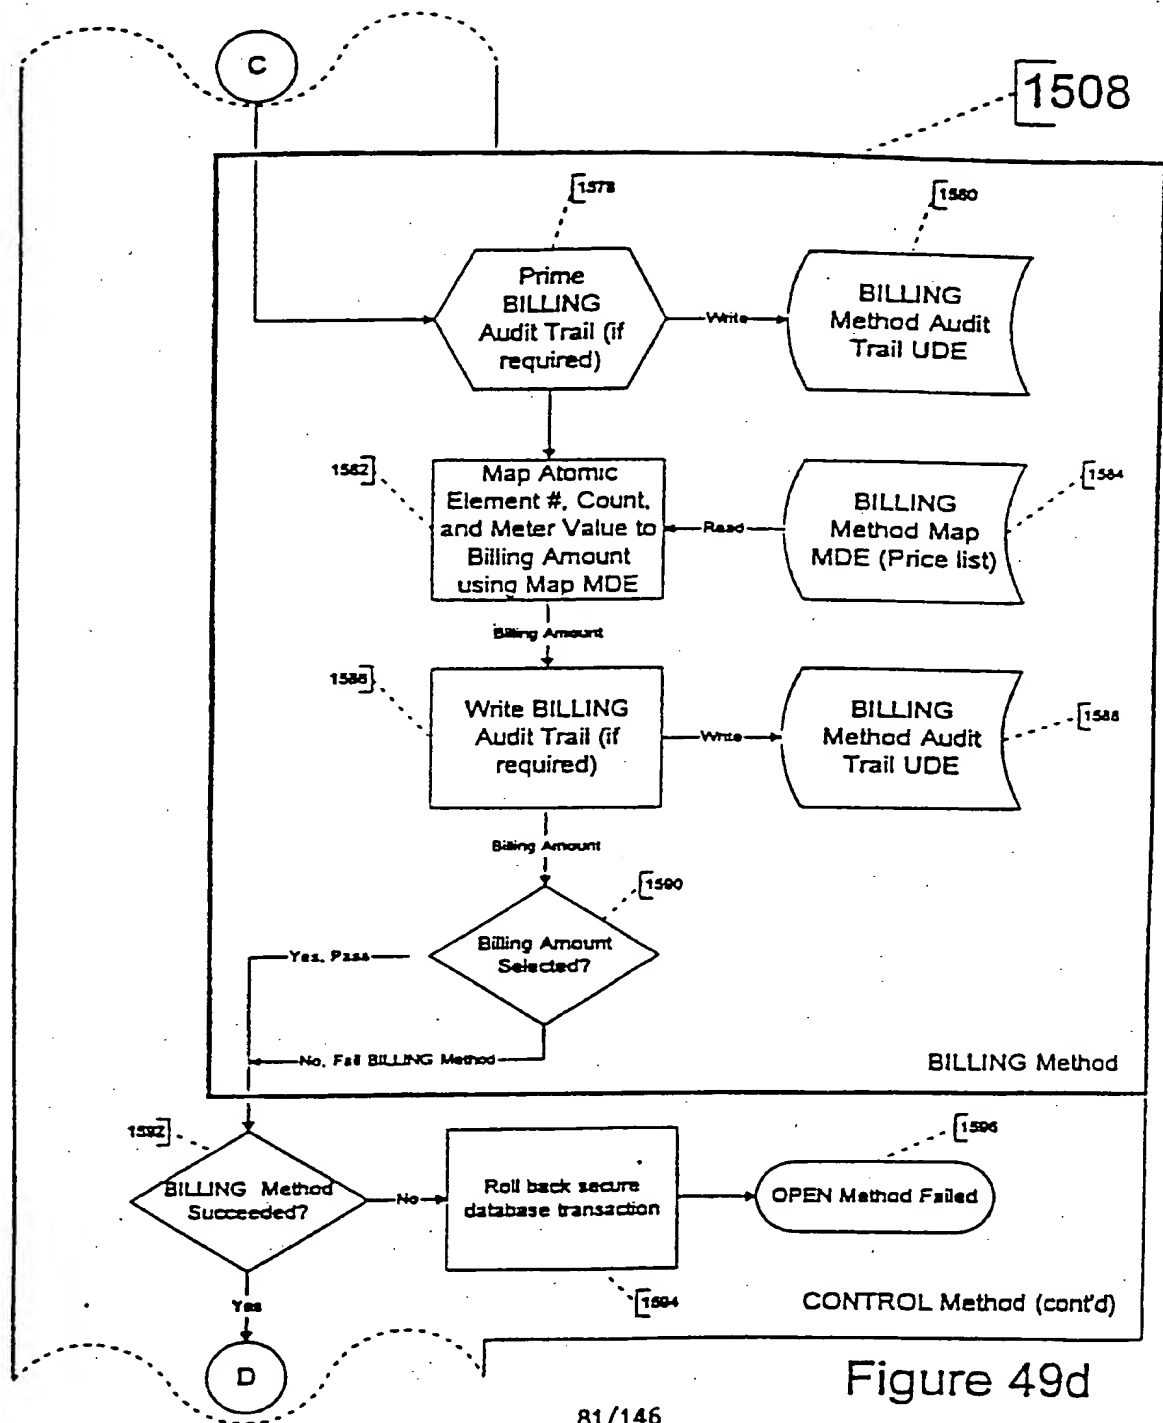 C
1508
1578
1580
Prime
BILLING
Audit Trail (if
required)
Write
BILLING
Method Audit
Trail UDE
1582
Map Atomic
Element #, Count,
and Meter Value to
Billing Amount
using Map MDE
Read
BILLING
Method Map
MDE (Price list)
1584
Billing Amount
1586
Write BILLING
Audit Trail (if
required)
Write
BILLING
Method Audit
Trail UDE
1588
Billing Amount
1590
Billing Amount
Selected?
Yes, Pass
No, Fail BILLING Method
BILLING Method
1592
BILLING Method
Succeeded?
No
Roll back secure
database transaction
1596
OPEN Method Failed
1594
Yes
CONTROL Method (cont'd)
D
Figure 49d
81/146